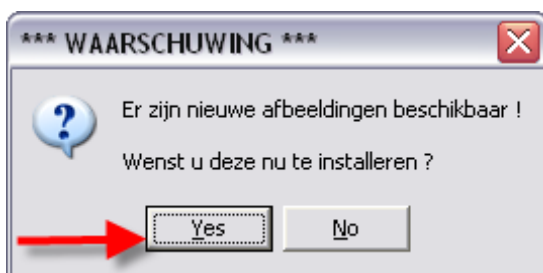 *** WAARSCHUWING ***
Er zijn nieuwe afbeeldingen beschikbaar !
Wenst u deze nu te installeren ?
Yes No